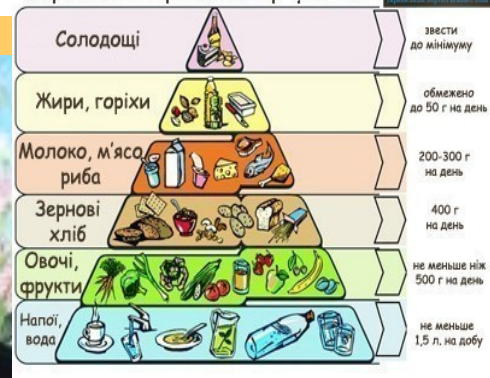 Солодощі
звести
до мінімуму
Жири, горіхи
обмежено
до 50 г на день
Молоко, м'ясо,
риба
200-300 г
на день
Зернові
хліб
400 г
на день
Овочі,
фрукти
не меньше ніж
500 г на день
Напої,
вода
не меньше
1,5 л. на добу